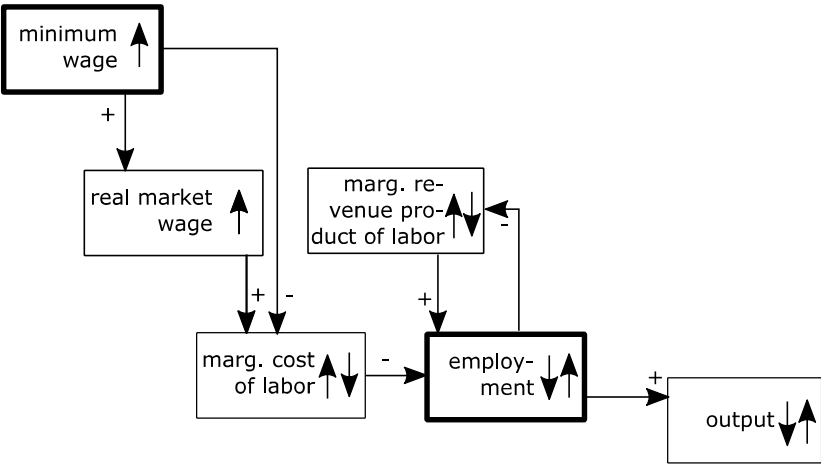 minimum
wage
+
real market
wage
marg. re-
venue pro-
duct of labor
-
+
-
+
marg. cost
of labor
-
employ-
ment
+
output